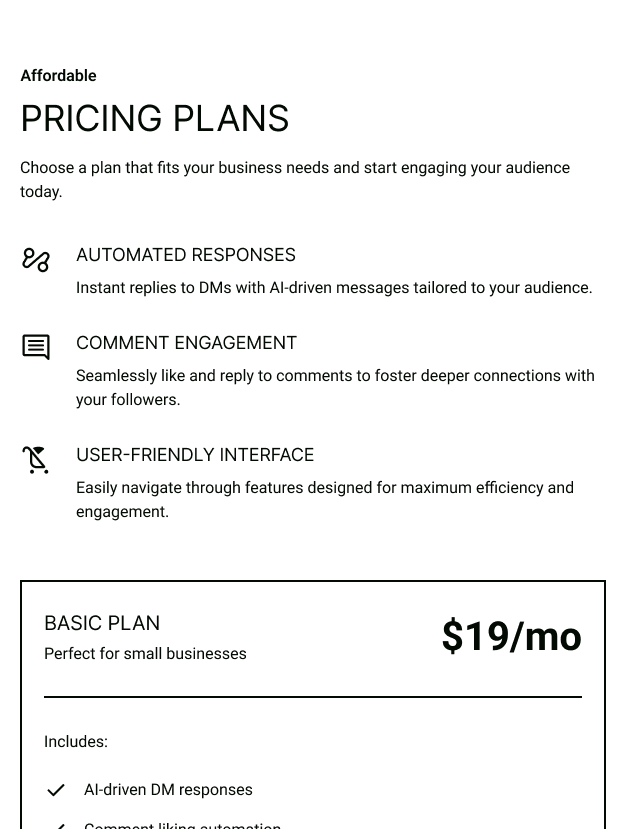 Affordable
PRICING PLANS
Choose a plan that fits your business needs and start engaging your audience
today.
AUTOMATED RESPONSES
Instant replies to DMs with AI-driven messages tailored to your audience.
COMMENT ENGAGEMENT
Seamlessly like and reply to comments to foster deeper connections with
your followers.
USER-FRIENDLY INTERFACE
Easily navigate through features designed for maximum efficiency and
engagement.
BASIC PLAN
$19/mo
Perfect for small businesses
Includes:
AI-driven DM responses
Comment liking automation